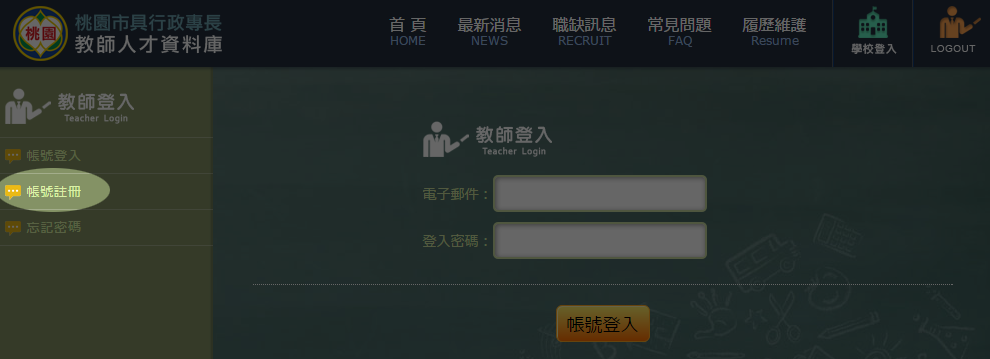 桃園
桃園市具行政專長
教師人才資料庫
首 頁
HOME
最新消息
NEWS
職缺訊息
RECRUIT
常見問題
FAQ
履歷維護
Resume
學校登入
LOGOUT
教師登入
Teacher Login
帳號登入
帳號註冊
忘記密碼
教師登入
Teacher Login
電子郵件：
登入密碼：
帳號登入